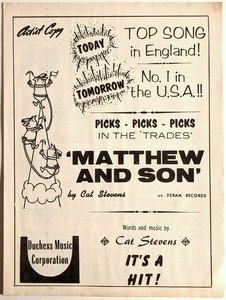 Artist Copy
TODAY
TOP SONG
in England!
TOMORROW
No. 1 in
the U.S.A.!!
PICKS - PICKS - PICKS
IN THE 'TRADES'
'MATTHEW
AND SON'
by Cat Stevens
on DERAM RECORDS
Words and music by
Cat Stevens
Duchess Music
Corporation
IT'S A
HIT!